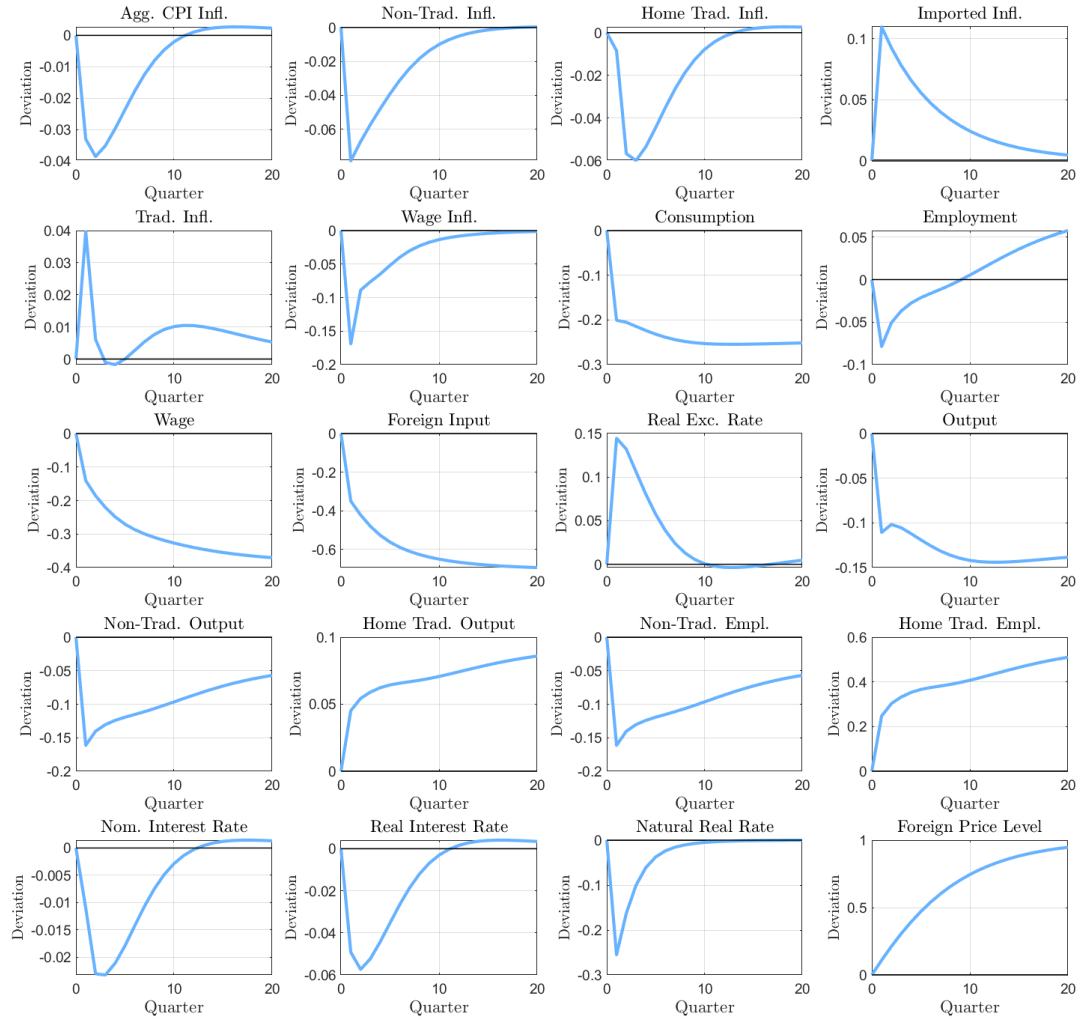 Agg. CPI Infl.
Deviation
0
-0.01
-0.02
-0.03
-0.04
0
10
20
Quarter
Non-Trad. Infl.
Deviation
0
-0.02
-0.04
-0.06
0
10
20
Quarter
Home Trad. Infl.
Deviation
0
-0.02
-0.04
-0.06
0
10
20
Quarter
Imported Infl.
Deviation
0.1
0.05
0
0
10
20
Quarter
Trad. Infl.
Deviation
0.04
0.03
0.02
0.01
0
0
10
20
Quarter
Wage Infl.
Deviation
0
-0.05
-0.1
-0.15
-0.2
0
10
20
Quarter
Consumption
Deviation
0
-0.1
-0.2
-0.3
0
10
20
Quarter
Employment
Deviation
0.05
0
-0.05
-0.1
0
10
20
Quarter
Wage
Deviation
0
-0.1
-0.2
-0.3
-0.4
0
10
20
Quarter
Foreign Input
Deviation
0
-0.2
-0.4
-0.6
0
10
20
Quarter
Real Exc. Rate
Deviation
0.15
0.1
0.05
0
0
10
20
Quarter
Output
Deviation
0
-0.05
-0.1
-0.15
0
10
20
Quarter
Non-Trad. Output
Deviation
0
-0.05
-0.1
-0.15
-0.2
0
10
20
Quarter
Home Trad. Output
Deviation
0.1
0.05
0
0
10
20
Quarter
Non-Trad. Empl.
Deviation
0
-0.05
-0.1
-0.15
-0.2
0
10
20
Quarter
Home Trad. Empl.
Deviation
0.6
0.4
0.2
0
0
10
20
Quarter
Nom. Interest Rate
Deviation
0
-0.005
-0.01
-0.015
-0.02
0
10
20
Quarter
Real Interest Rate
Deviation
0
-0.02
-0.04
-0.06
0
10
20
Quarter
Natural Real Rate
Deviation
0
-0.1
-0.2
-0.3
0
10
20
Quarter
Foreign Price Level
Deviation
1
0.5
0
0
10
20
Quarter